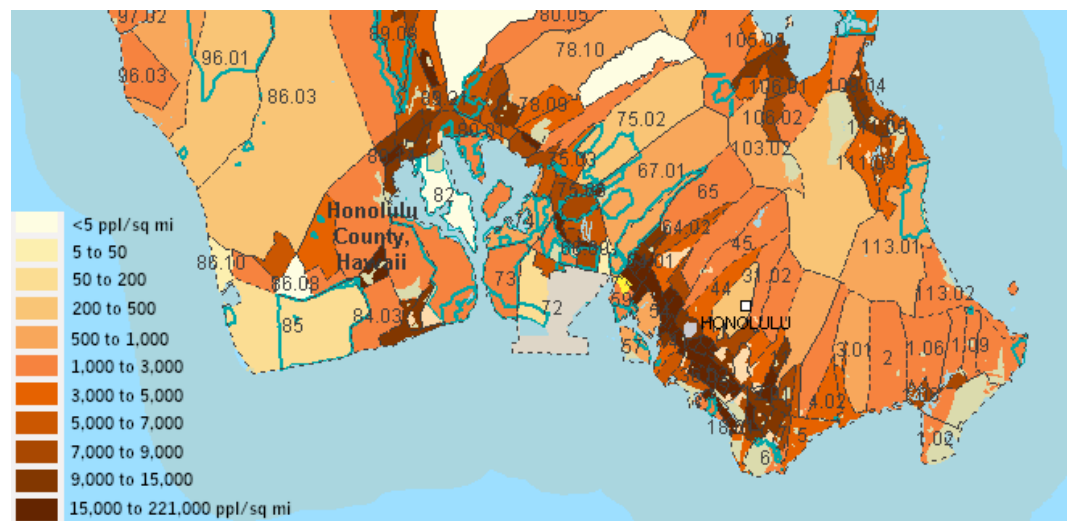 97.02
89.08
80.05
96.01
78.10
96.03
86.03
106.01
78.09
106.02
75.02
103.02
75.03
80.01
111.03
67.01
82
65
Honolulu
County,
Hawaii
64.02
45
113.01
86.10
86.08
73
31.02
44
113.02
72
59
HONOLULU
85
84.03
57
3.01
2
1.06
1.09
4.02
5
1.02
6
<5 ppl/sq mi
5 to 50
50 to 200
200 to 500
500 to 1,000
1,000 to 3,000
3,000 to 5,000
5,000 to 7,000
7,000 to 9,000
9,000 to 15,000
15,000 to 221,000 ppl/sq mi